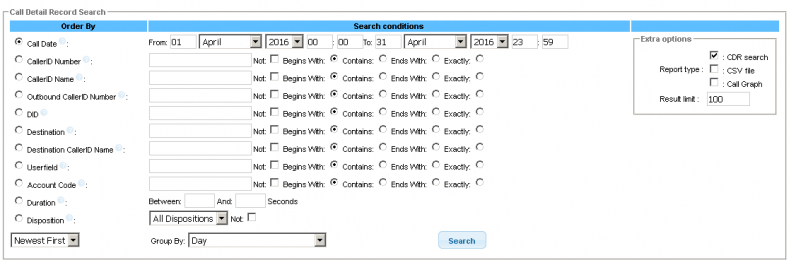 Call Detail Record Search
Order By Search conditions
Call Date : From: 01 April 2016 00 : 00 To: 31 April 2016 23 : 59
CallerID Number : Not: Begins With: Contains: Ends With: Exactly:
CallerID Name : Not: Begins With: Contains: Ends With: Exactly:
Outbound CallerID Number : Not: Begins With: Contains: Ends With: Exactly:
DID : Not: Begins With: Contains: Ends With: Exactly:
Destination : Not: Begins With: Contains: Ends With: Exactly:
Destination CallerID Name : Not: Begins With: Contains: Ends With: Exactly:
Userfield : Not: Begins With: Contains: Ends With: Exactly:
Account Code : Not: Begins With: Contains: Ends With: Exactly:
Duration : Between: And: Seconds
Disposition : All Dispositions Not:
Newest First Group By: Day Search
Extra options
: CDR search
Report type : : CSV file
: Call Graph
Result limit : 100